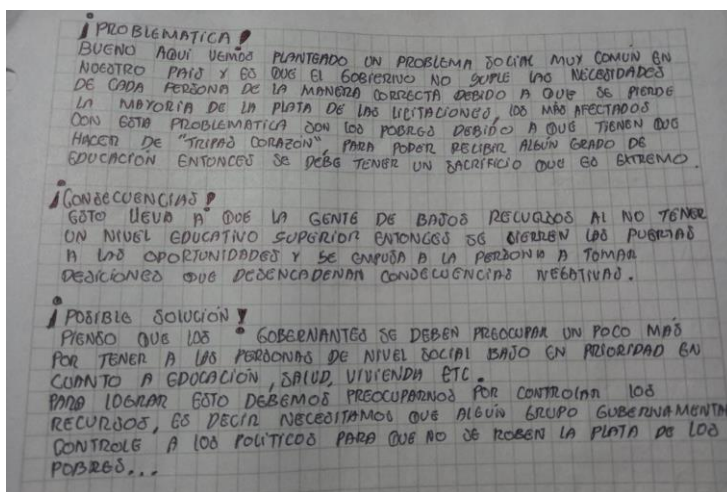 ¡PROBLEMATICA!
BUENO AQUÍ VEMOS PLANTEADO UN PROBLEMA SOCIAL MUY COMUN EN
NUESTRO PAIS Y ES QUE EL GOBIERNO NO SUPLE LAS NECESIDADES
DE CADA PERSONA DE LA MANERA CORRECTA DEBIDO A QUE SE PIERDE
LA MAYORIA DE LA PLATA DE LAS LICITACIONES, LOS MÁS AFECTADOS
CON ESTA PROBLEMATICA SON LOS POBRES DEBIDO A QUE TIENEN QUE
HACER DE "TRIPAS CORAZÓN", PARA PODER RECIBIR ALGUN GRADO DE
EDUCACIÓN ENTONCES SE DEBE TENER UN SACRIFICIO QUE ES EXTREMO.
¡CONSECUENCIAS!
ESTO LLEVA A QUE LA GENTE DE BAJOS RECURSOS AL NO TENER
UN NIVEL EDUCATIVO SUPERIOR ENTONCES SE CIERREN LAS PUERTAS
A LAS OPORTUNIDADES Y SE EMPUJA A LA PERSONA A TOMAR
DESICIONES QUE DESENCADENAN CONSECUENCIAS NEGATIVAS.
¡POSIBLE SOLUCIÓN!
PIENSO QUE LOS GOBERNANTES SE DEBEN PREOCUPAR UN POCO MAS
POR TENER A LAS PERSONAS DE NIVEL SOCIAL BAJO EN PRIORIDAD EN
CUANTO A EDUCACIÓN, SALUD, VIVIENDA ETC.
PARA LOGRAR ESTO DEBEMOS PREOCUPARNOS POR CONTROLAR LOS
RECURSOS, ES DECIR NECESITAMOS QUE ALGUN GRUPO GUBERNAMENTA
CONTROLE A LOS POLÍTICOS PARA QUE NO SE ROBEN LA PLATA DE LOS
POBRES...